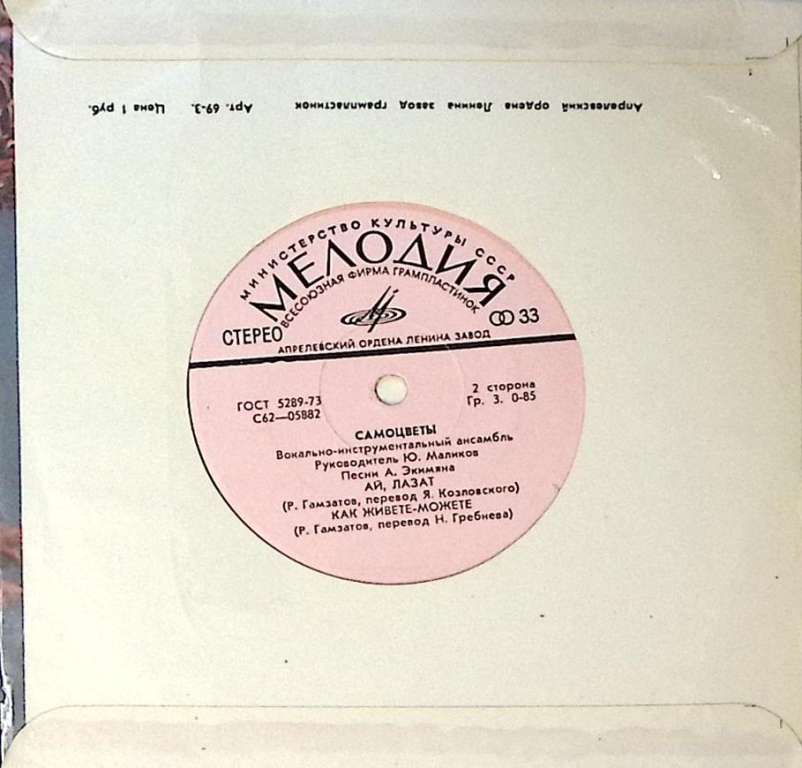 Апрелевский ордена Ленина завод грампластинок Арт. 69-3. Цена 1 руб.
МИНИСТЕРСТВО КУЛЬТУРЫ СССР
МЕЛОДИЯ
ВСЕСОЮЗНАЯ ФИРМА ГРАМПЛАСТИНОК
СТЕРЕО
33
АПРЕЛЕВСКИЙ ОРДЕНА ЛЕНИНА ЗАВОД
ГОСТ 5289-73
С62—05882
2 сторона
Гр. 3. 0-85
САМОЦВЕТЫ
Вокально-инструментальный ансамбль
Руководитель Ю. Маликов
Песни А. Экимяна
АЙ, ЛАЗАТ
(Р. Гамзатов, перевод Я. Козловского)
КАК ЖИВЕТЕ-МОЖЕТЕ
(Р. Гамзатов, перевод Н. Гребнева)